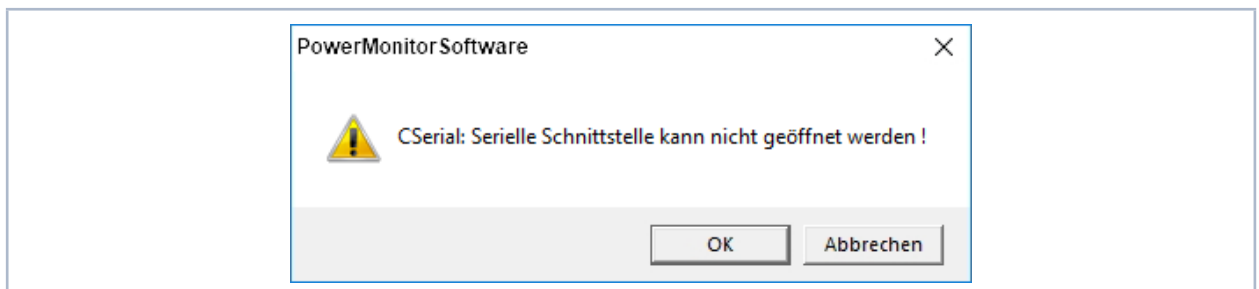 PowerMonitorSoftware
CSerial: Serielle Schnittstelle kann nicht geöffnet werden !
OK
Abbrechen